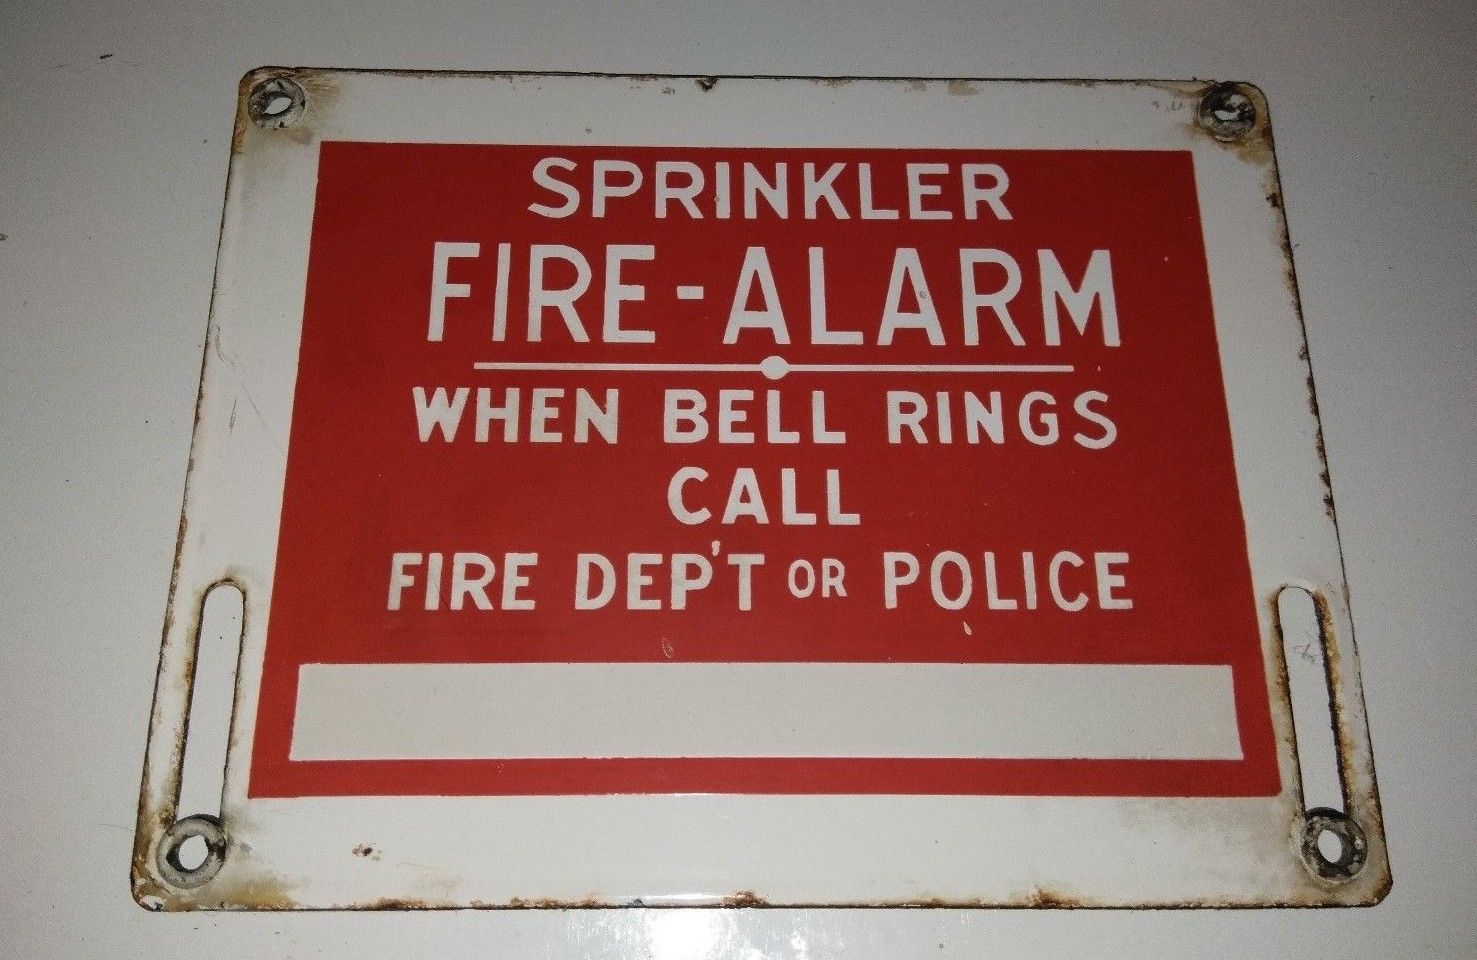 SPRINKLER
FIRE-ALARM
WHEN BELL RINGS
CALL
FIRE DEP'T OR POLICE